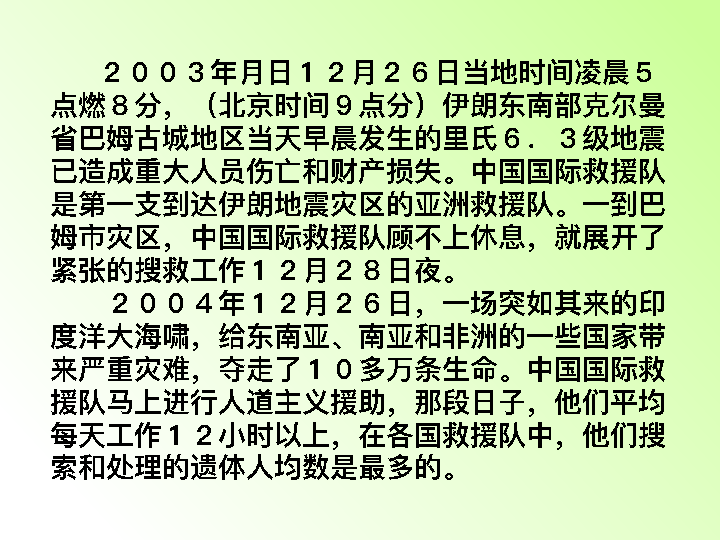 ２００３年月日１２月２６日当地时间凌晨５
点燃８分，（北京时间９点分）伊朗东南部克尔曼
省巴姆古城地区当天早晨发生的里氏６．３级地震
已造成重大人员伤亡和财产损失。中国国际救援队
是第一支到达伊朗地震灾区的亚洲救援队。一到巴
姆市灾区，中国国际救援队顾不上休息，就展开了
紧张的搜救工作１２月２８日夜。
２００４年１２月２６日，一场突如其来的印
度洋大海啸，给东南亚、南亚和非洲的一些国家带
来严重灾难，夺走了１０多万条生命。中国国际救
援队马上进行人道主义援助，那段日子，他们平均
每天工作１２小时以上，在各国救援队中，他们搜
索和处理的遗体人均数是最多的。